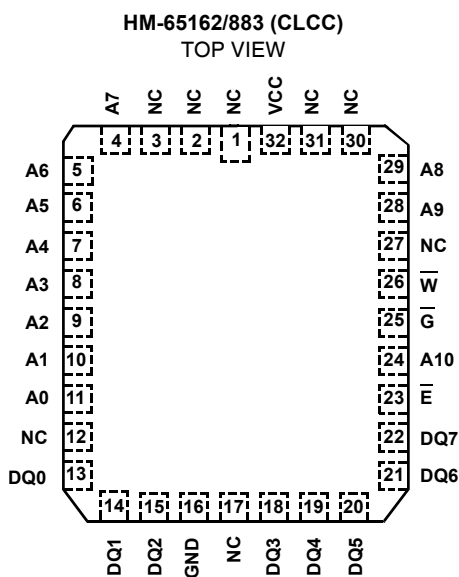 HM-65162/883 (CLCC)
TOP VIEW
A7 NC NC NC VCC NC NC
4 3 2 1 32 31 30
A6 5 29 A8
A5 6 28 A9
A4 7 27 NC
A3 8 26 W
A2 9 25 G
A1 10 24 A10
A0 11 23 E
NC 12 22 DQ7
DQ0 13 21 DQ6
14 15 16 17 18 19 20
DQ1 DQ2 GND NC DQ3 DQ4 DQ5